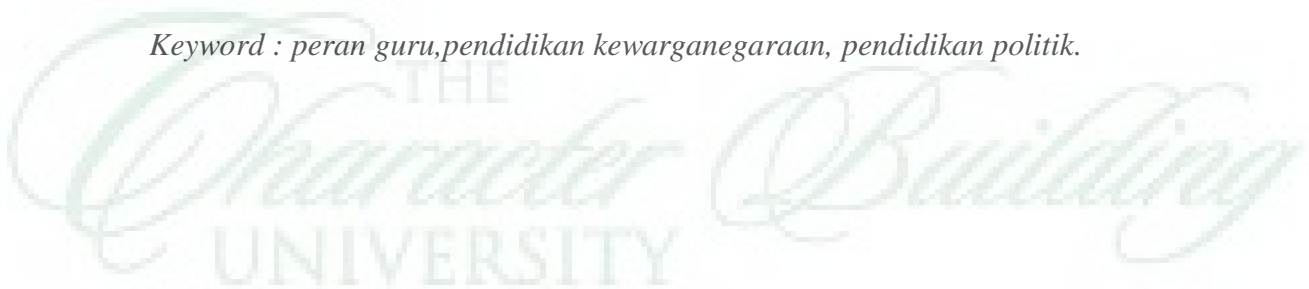 Keyword : peran guru,pendidikan kewarganegaraan, pendidikan politik.
THE
Character Building
UNIVERSITY